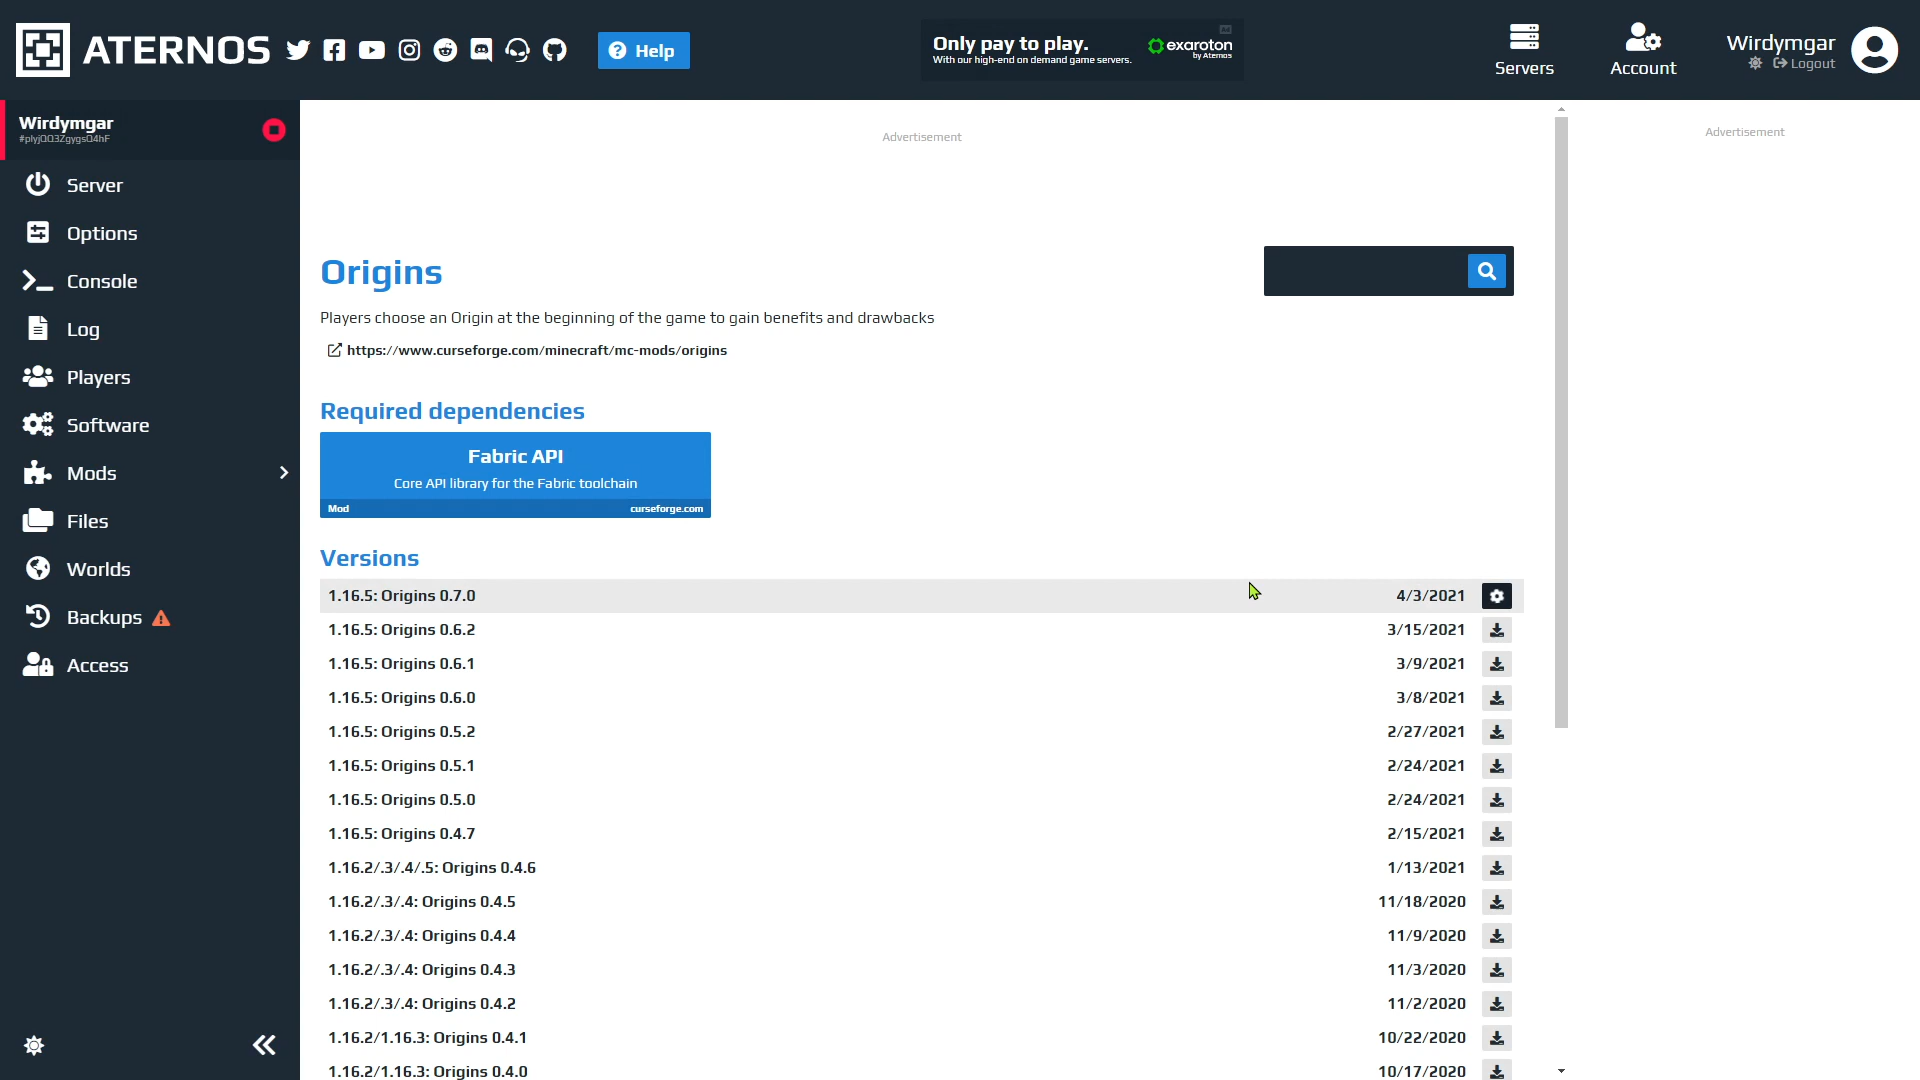 ATERNOS
Help
Only pay to play.
With our high-end on demand game servers.
exaroton
by Aternos
Ad
Servers
Account
Wirdymgar
Logout
Wirdymgar
Server
Options
Console
Log
Players
Software
Mods
Files
Worlds
Backups
Access
Advertisement
Advertisement
Origins
Players choose an Origin at the beginning of the game to gain benefits and drawbacks
https://www.curseforge.com/minecraft/mc-mods/origins
Required dependencies
Fabric API
Core API library for the Fabric toolchain
Mod curseforge.com
Versions
1.16.5: Origins 0.7.0 4/3/2021
1.16.5: Origins 0.6.2 3/15/2021
1.16.5: Origins 0.6.1 3/9/2021
1.16.5: Origins 0.6.0 3/8/2021
1.16.5: Origins 0.5.2 2/27/2021
1.16.5: Origins 0.5.1 2/24/2021
1.16.5: Origins 0.5.0 2/24/2021
1.16.5: Origins 0.4.7 2/15/2021
1.16.2/.3/.4/.5: Origins 0.4.6 1/13/2021
1.16.2/.3/.4: Origins 0.4.5 11/18/2020
1.16.2/.3/.4: Origins 0.4.4 11/9/2020
1.16.2/.3/.4: Origins 0.4.3 11/3/2020
1.16.2/.3/.4: Origins 0.4.2 11/2/2020
1.16.2/1.16.3: Origins 0.4.1 10/22/2020
1.16.2/1.16.3: Origins 0.4.0 10/17/2020